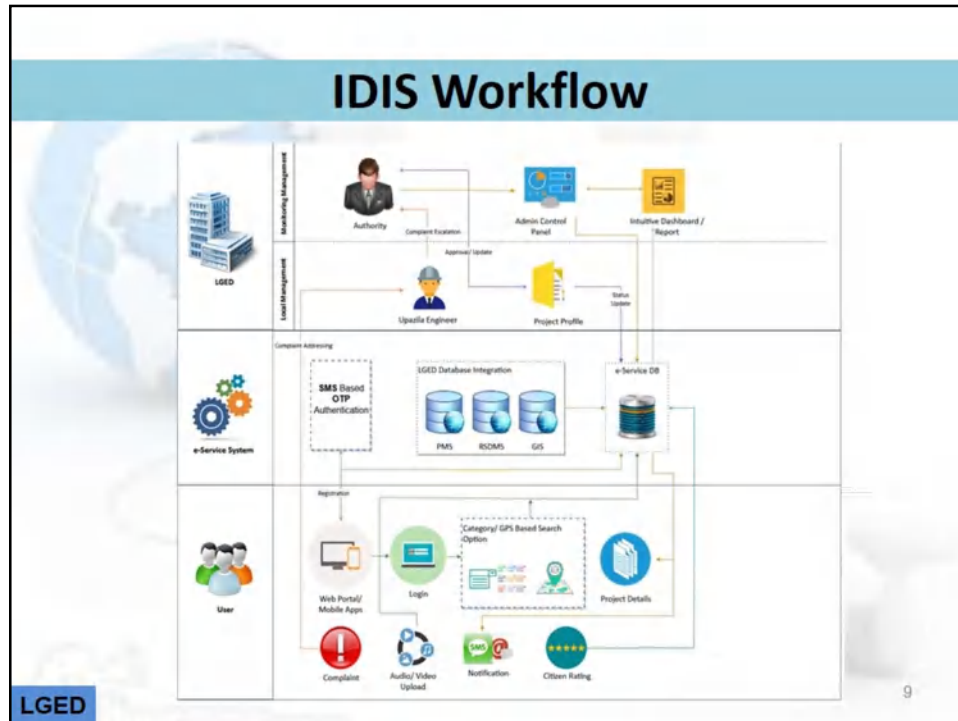 IDIS Workflow
LGED
Monitoring Management
Authority
Admin Control
Panel
Intuitive Dashboard /
Report
Complaint Escalation
Approval/ Update
Local Management
Upazila Engineer
Project Profile
Status
Update
e-Service System
Complaint Addressing
SMS Based
OTP
Authentication
LGED Database Integration
PMS
RSDMS
GIS
e-Service DB
User
Registration
Web Portal/
Mobile Apps
Login
Category/ GPS Based Search
Option
Project Details
Complaint
Audio/ Video
Upload
SMS
Notification
Citizen Rating
LGED
9